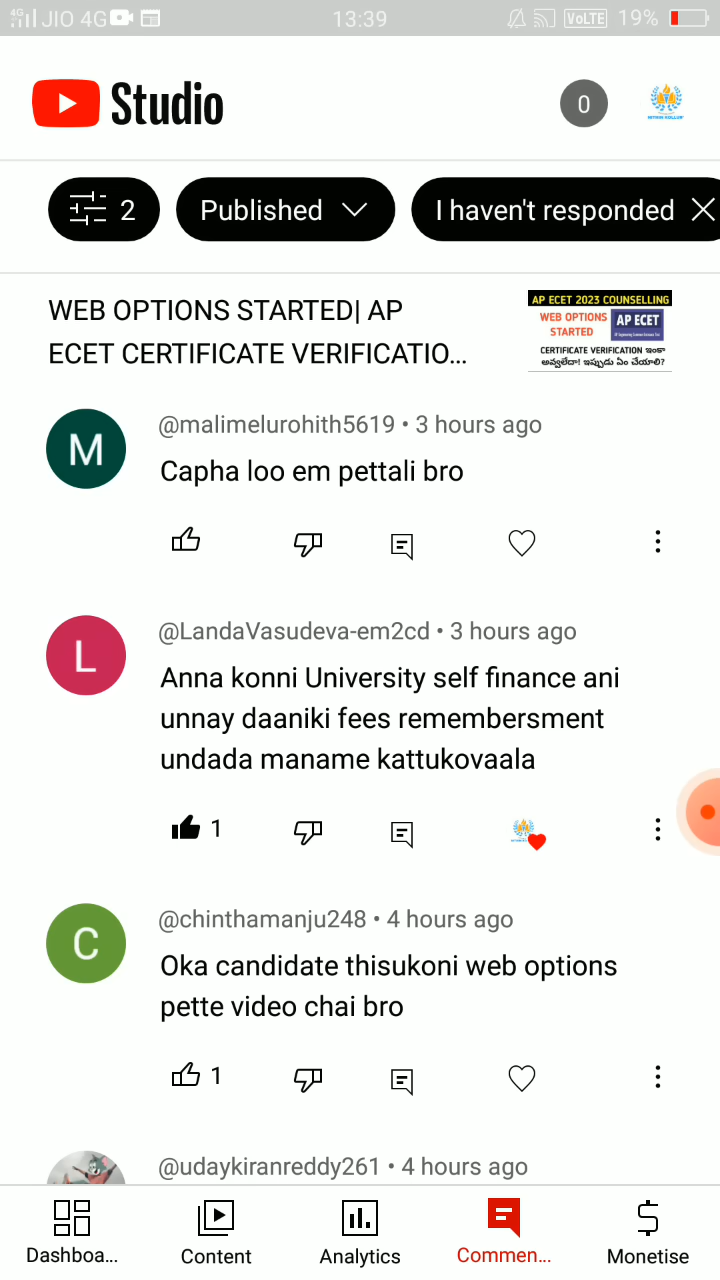 4G JIO 4G 13:39 VoLTE 19%
Studio
0
2 Published I haven't responded
WEB OPTIONS STARTED| AP
ECET CERTIFICATE VERIFICATIO...
AP ECET 2023 COUNSELLING
WEB OPTIONS
STARTED
AP ECET
CERTIFICATE VERIFICATION ఇంకా
అవ్వలేదా! ఇప్పుడు ఏం చేయాలి?
M
@malimelurohith5619 • 3 hours ago
Capha loo em pettali bro
L
@LandaVasudeva-em2cd • 3 hours ago
Anna konni University self finance ani
unnay daaniki fees remembersment
undada maname kattukovaala
1
C
@chinthamanju248 • 4 hours ago
Oka candidate thisukoni web options
pette video chai bro
1
@udaykiranreddy261 • 4 hours ago
Dashboa... Content Analytics Commen... Monetise